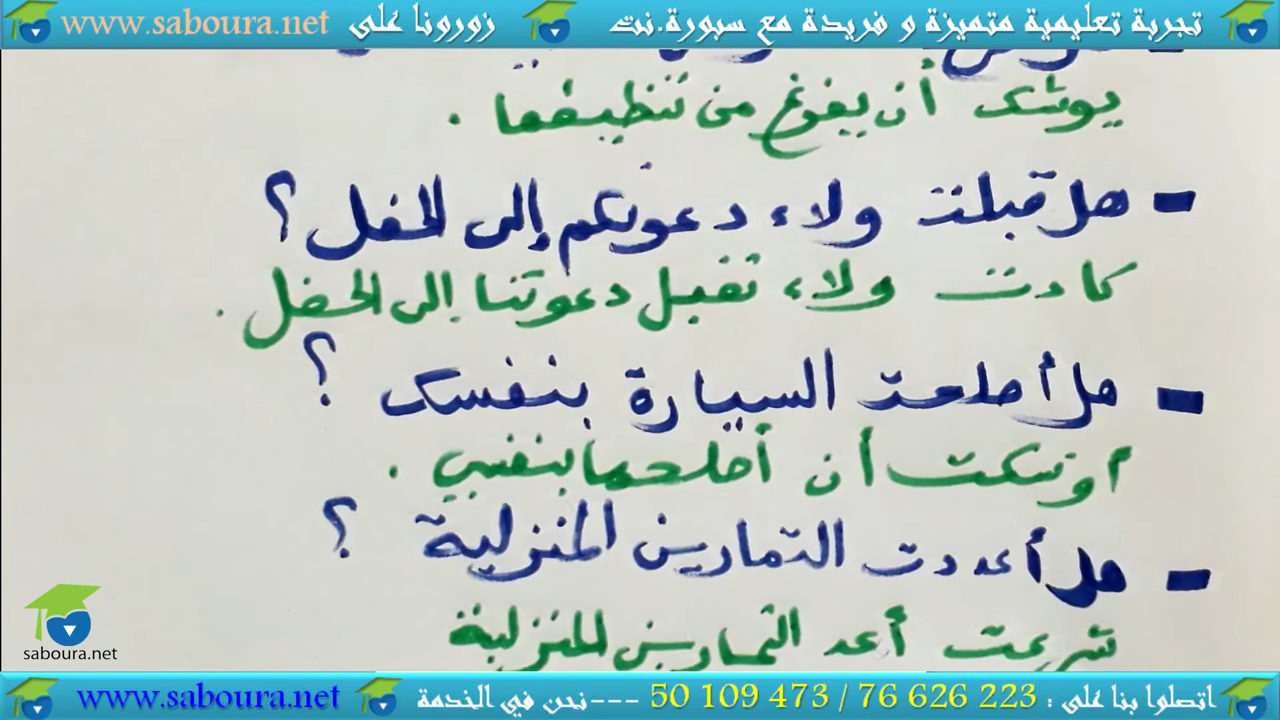 تجربة تعليمية متميزة و فريدة مع سبورة.نت زورونا على www.saboura.net
يوشك أن يفرغ من تنظيفها .
- هل قبلت ولاء دعوتكم إلى الحفل ؟
كادت ولاء تقبل دعوتنا إلى الحفل .
- هل أصلحت السيارة بنفسك ؟
أوشكت أن أصلحها بنفسي .
- هل أعددت التمارين المنزلية ؟
شرعت أعد التمارين المنزلية
saboura.net
اتصلوا بنا على : 223 626 76 / 473 109 50 ---نحن في الخدمة www.saboura.net